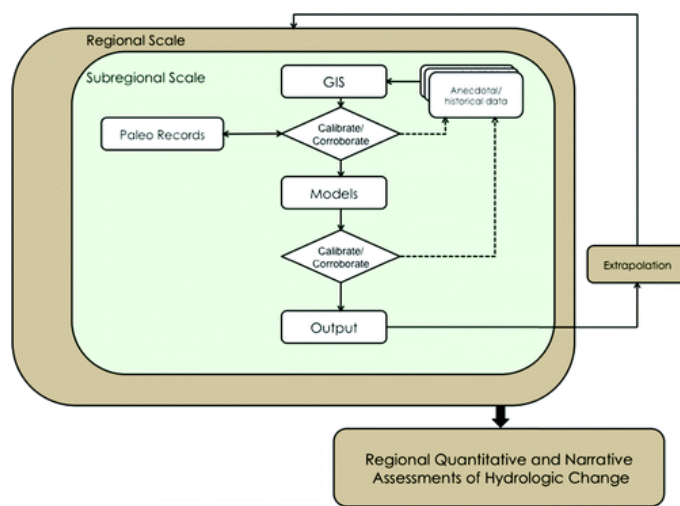 Regional Scale
Subregional Scale
GIS
Anecdotal/
historical data
Paleo Records
Calibrate/
Corroborate
Models
Calibrate/
Corroborate
Extrapolation
Output
Regional Quantitative and Narrative
Assessments of Hydrologic Change